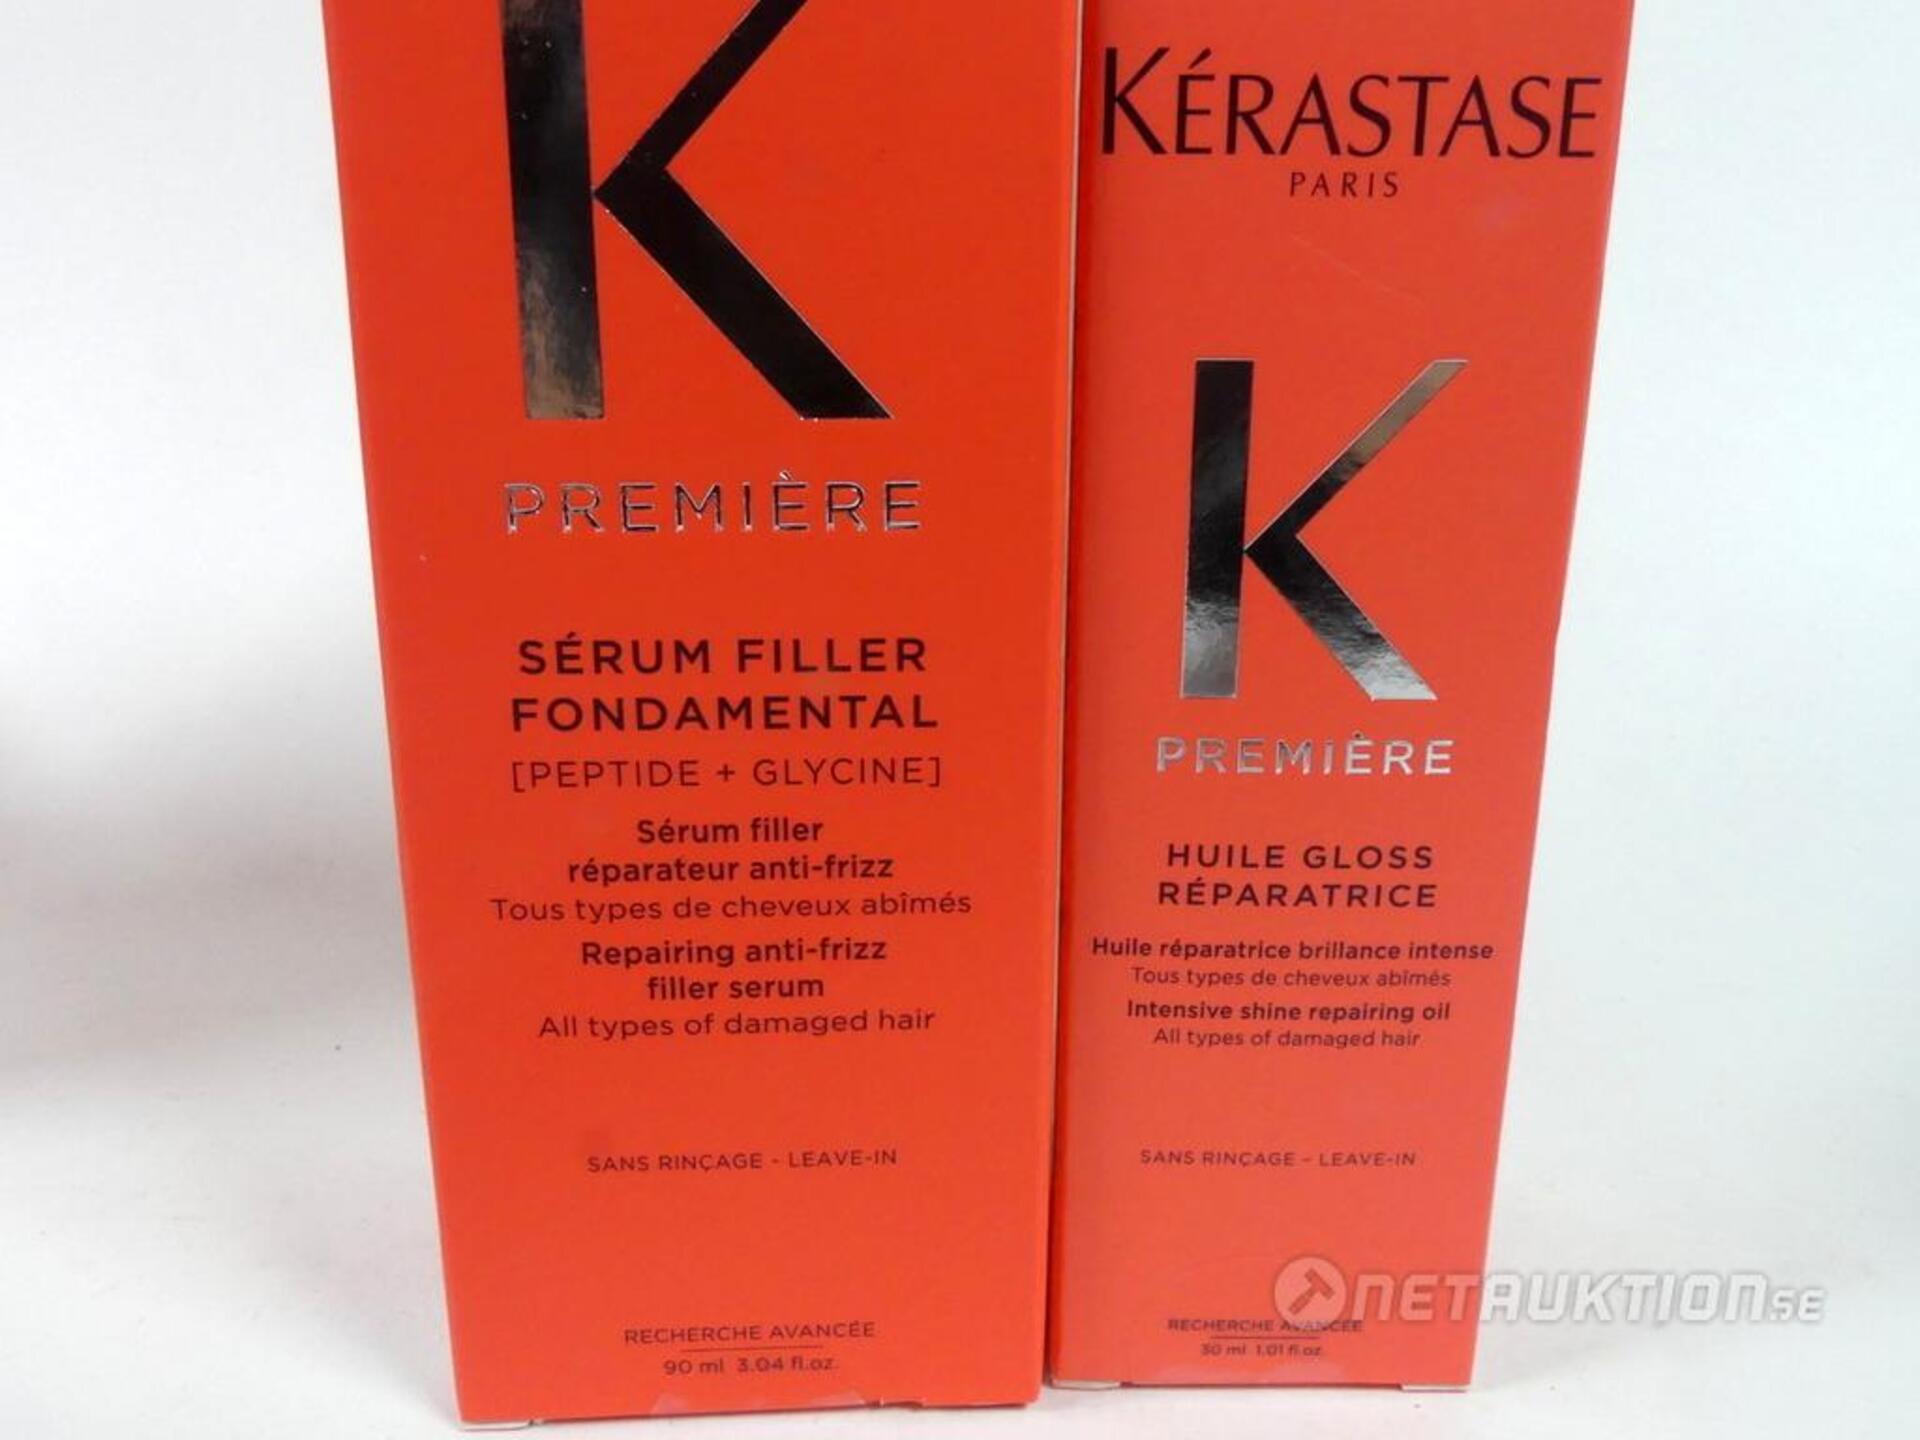 K
PREMIÈRE
SÉRUM FILLER
FONDAMENTAL
[PEPTIDE + GLYCINE]
Sérum filler
réparateur anti-frizz
Tous types de cheveux abîmés
Repairing anti-frizz
filler serum
All types of damaged hair
SANS RINÇAGE - LEAVE-IN
RECHERCHE AVANCÉE
90 ml 3.04 fl.oz.
KÉRASTASE
PARIS
K
PREMIÈRE
HUILE GLOSS
RÉPARATRICE
Huile réparatrice brillance intense
Tous types de cheveux abîmés
Intensive shine repairing oil
All types of damaged hair
SANS RINÇAGE - LEAVE-IN
RECHERCHE AVANCÉE
30 ml 1.01 fl.oz.
NETAUKTION.SE